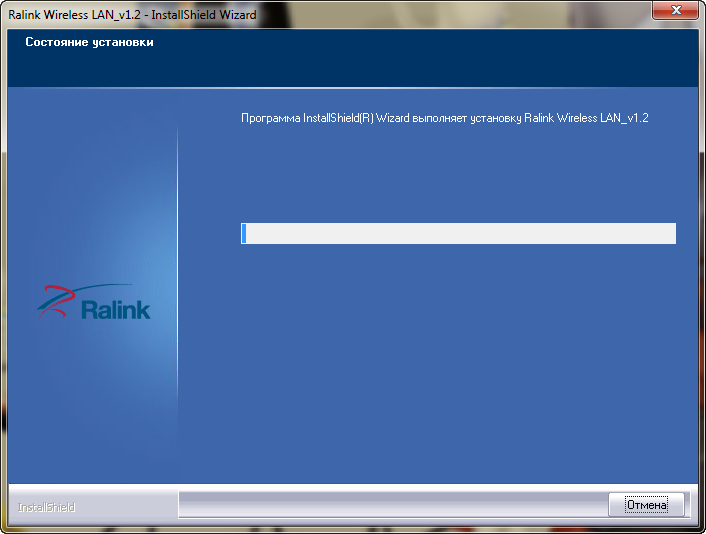 Ralink Wireless LAN_v1.2 - InstallShield Wizard
Состояние установки
Программа InstallShield(R) Wizard выполняет установку Ralink Wireless LAN_v1.2
Ralink
InstallShield
Отмена